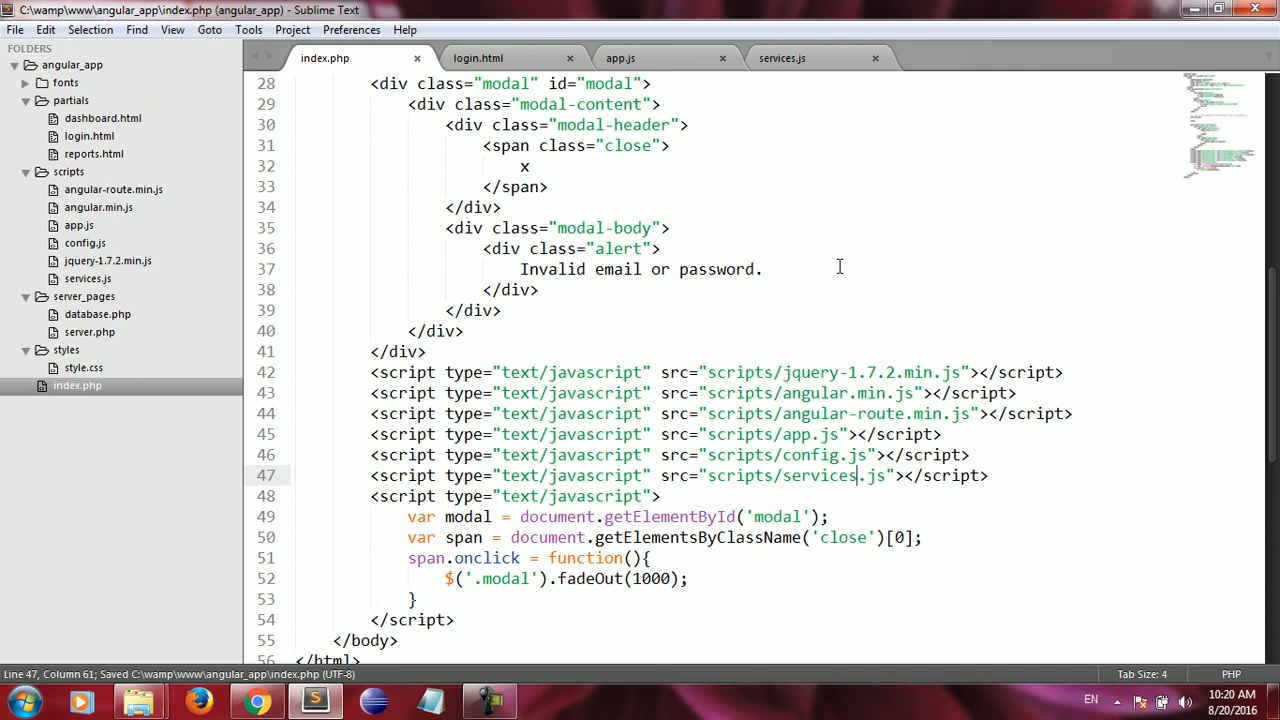 C:\wamp\www\angular_app\index.php (angular_app) - Sublime Text
File Edit Selection Find View Goto Tools Project Preferences Help
FOLDERS
angular_app
fonts
partials
dashboard.html
login.html
reports.html
scripts
angular-route.min.js
angular.min.js
app.js
config.js
jquery-1.7.2.min.js
services.js
server_pages
database.php
server.php
styles
style.css
index.php
index.php × login.html × app.js × services.js ×
28 <div class="modal" id="modal">
29 <div class="modal-content">
30 <div class="modal-header">
31 <span class="close">
32 x
33 </span>
34 </div>
35 <div class="modal-body">
36 <div class="alert">
37 Invalid email or password.
38 </div>
39 </div>
40 </div>
41 </div>
42 <script type="text/javascript" src="scripts/jquery-1.7.2.min.js"></script>
43 <script type="text/javascript" src="scripts/angular.min.js"></script>
44 <script type="text/javascript" src="scripts/angular-route.min.js"></script>
45 <script type="text/javascript" src="scripts/app.js"></script>
46 <script type="text/javascript" src="scripts/config.js"></script>
47 <script type="text/javascript" src="scripts/services.js"></script>
48 <script type="text/javascript">
49 var modal = document.getElementById('modal');
50 var span = document.getElementsByClassName('close')[0];
51 span.onclick = function(){
52 $('.modal').fadeOut(1000);
53 }
54 </script>
55 </body>
56 </html>
Line 47, Column 61; Saved C:\wamp\www\angular_app\index.php (UTF-8) Tab Size: 4 PHP
EN
10:20 AM
8/20/2016